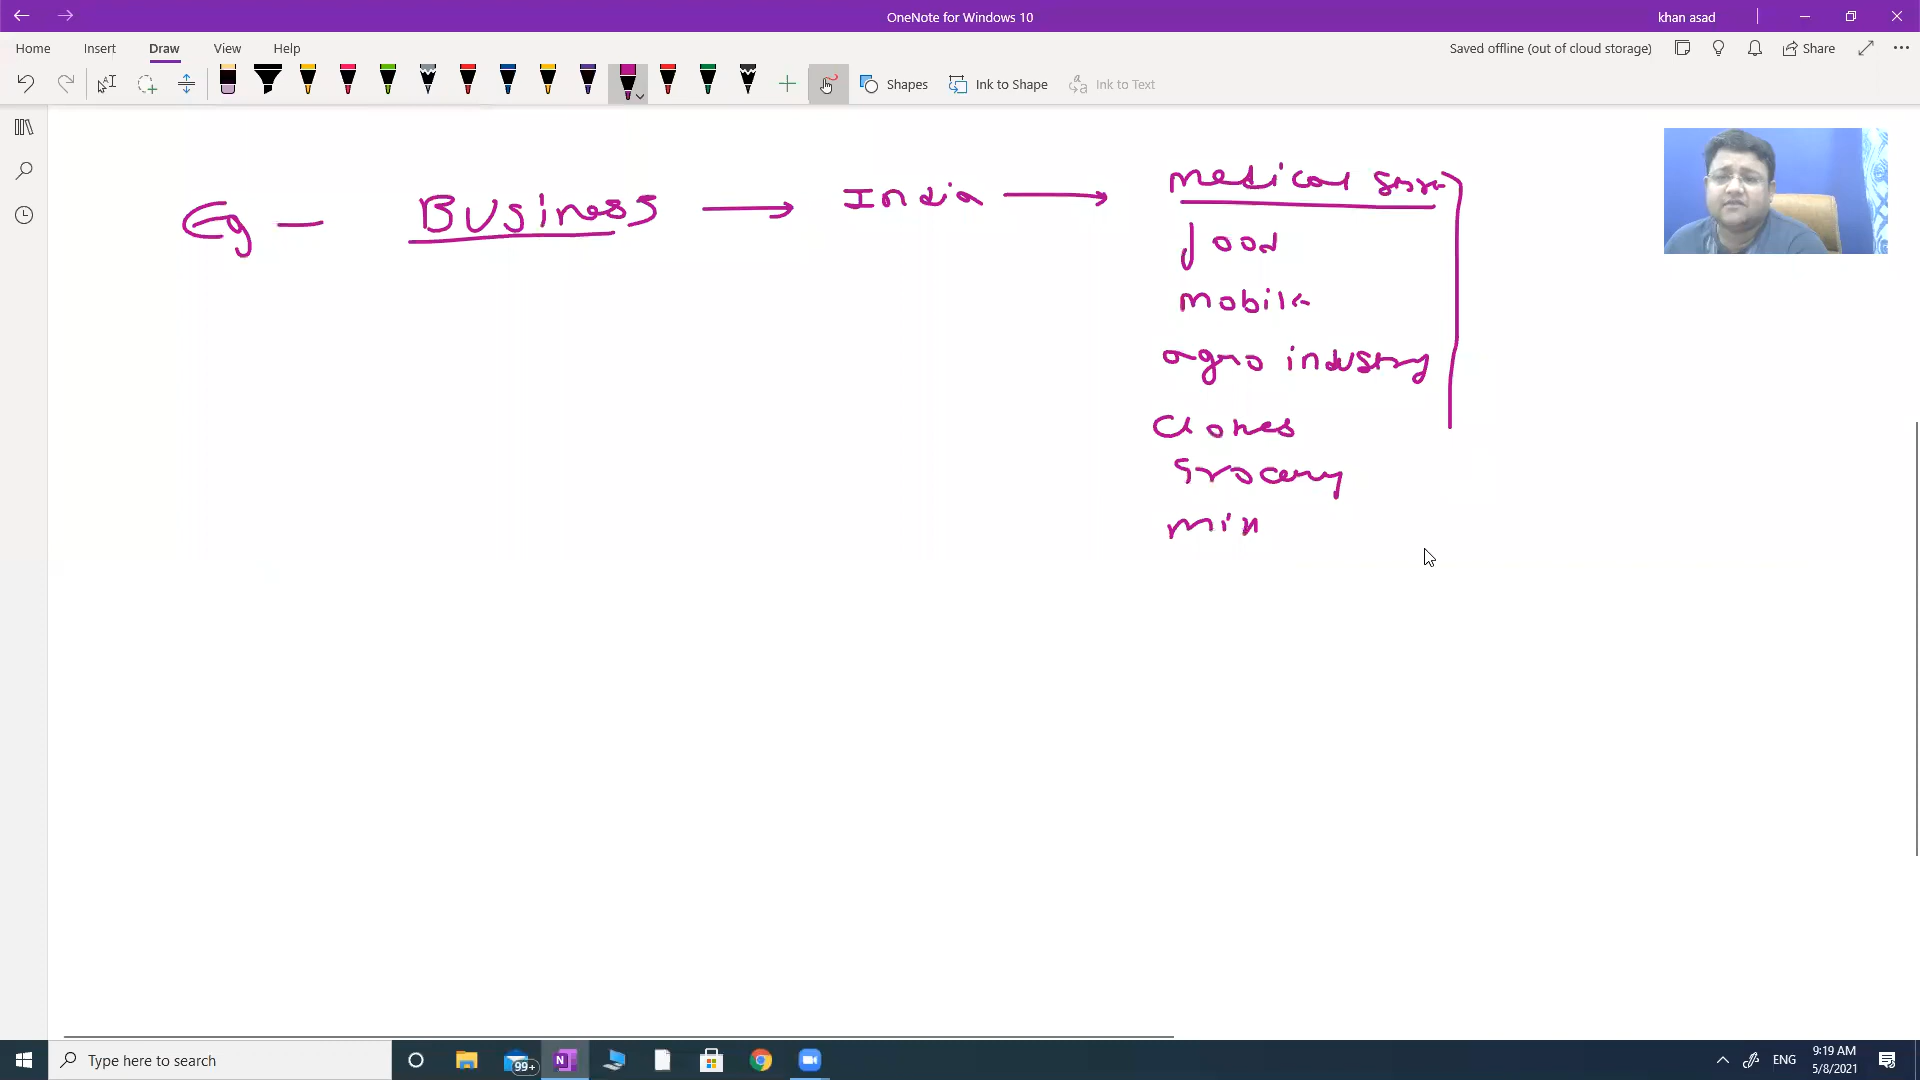 OneNote for Windows 10
khan asad
Home Insert Draw View Help
Saved offline (out of cloud storage)
Share
Shapes
Ink to Shape
Ink to Text
Eg — Business → India → medical
food
mobile
agro industry
Grocery
mix
Type here to search
99+
ENG
9:19 AM
5/8/2021